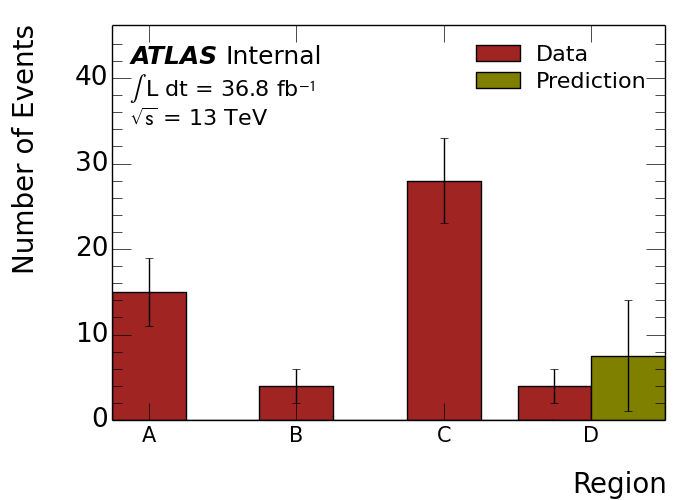 ATLAS Internal
∫L dt = 36.8 fb⁻¹
√s = 13 TeV
Data
Prediction
Number of Events
40
30
20
10
0
A B C D
Region